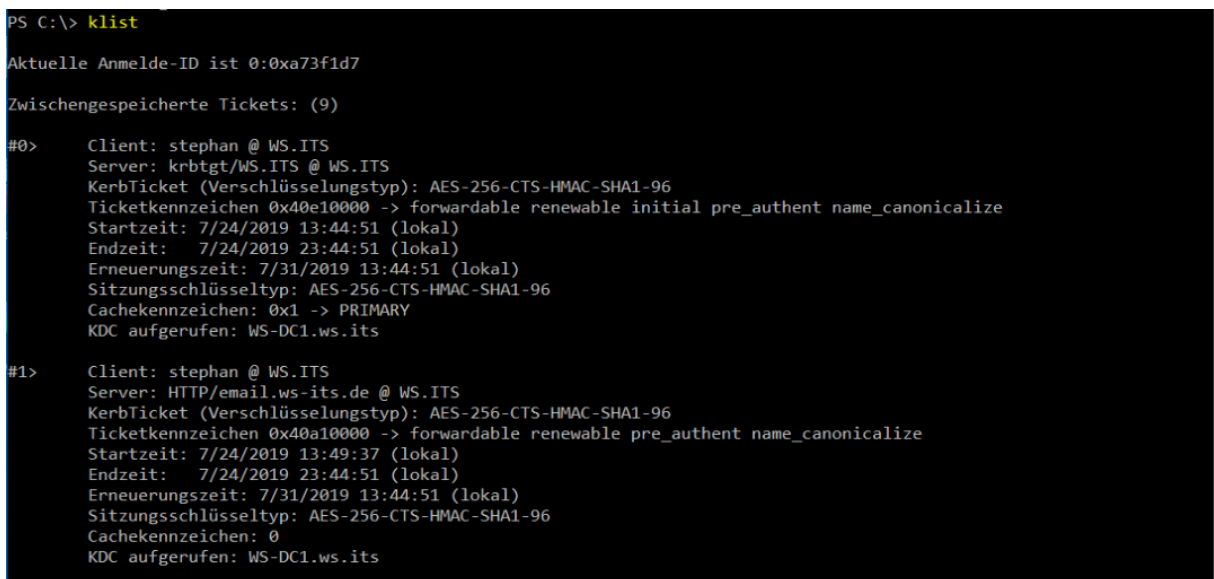 PS C:\> klist
Aktuelle Anmelde-ID ist 0:0xa73f1d7
Zwischengespeicherte Tickets: (9)
#0> Client: stephan @ WS.ITS
Server: krbtgt/WS.ITS @ WS.ITS
KerbTicket (Verschlüsselungstyp): AES-256-CTS-HMAC-SHA1-96
Ticketkennzeichen 0x40e10000 -> forwardable renewable initial pre_authent name_canonicalize
Startzeit: 7/24/2019 13:44:51 (lokal)
Endzeit: 7/24/2019 23:44:51 (lokal)
Erneuerungszeit: 7/31/2019 13:44:51 (lokal)
Sitzungsschlüsseltyp: AES-256-CTS-HMAC-SHA1-96
Cachekennzeichen: 0x1 -> PRIMARY
KDC aufgerufen: WS-DC1.ws.its
#1> Client: stephan @ WS.ITS
Server: HTTP/email.ws-its.de @ WS.ITS
KerbTicket (Verschlüsselungstyp): AES-256-CTS-HMAC-SHA1-96
Ticketkennzeichen 0x40a10000 -> forwardable renewable pre_authent name_canonicalize
Startzeit: 7/24/2019 13:49:37 (lokal)
Endzeit: 7/24/2019 23:44:51 (lokal)
Erneuerungszeit: 7/31/2019 13:44:51 (lokal)
Sitzungsschlüsseltyp: AES-256-CTS-HMAC-SHA1-96
Cachekennzeichen: 0
KDC aufgerufen: WS-DC1.ws.its